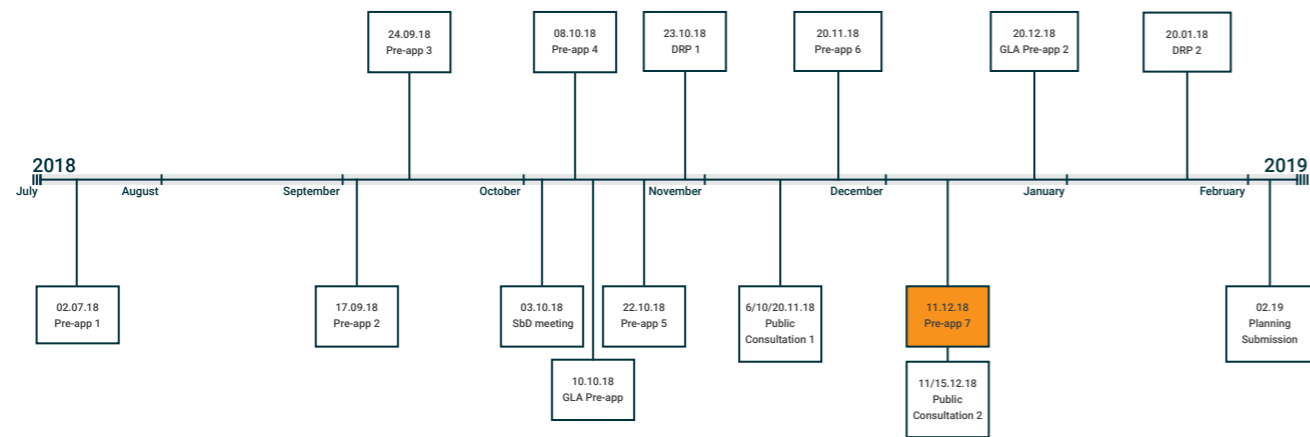 24.09.18
Pre-app 3
08.10.18
Pre-app 4
23.10.18
DRP 1
20.11.18
Pre-app 6
20.12.18
GLA Pre-app 2
20.01.18
DRP 2
2018
2019
July
August
September
October
November
December
January
February
02.07.18
Pre-app 1
17.09.18
Pre-app 2
03.10.18
SbD meeting
22.10.18
Pre-app 5
6/10/20.11.18
Public
Consultation 1
11.12.18
Pre-app 7
02.19
Planning
Submission
10.10.18
GLA Pre-app
11/15.12.18
Public
Consultation 2